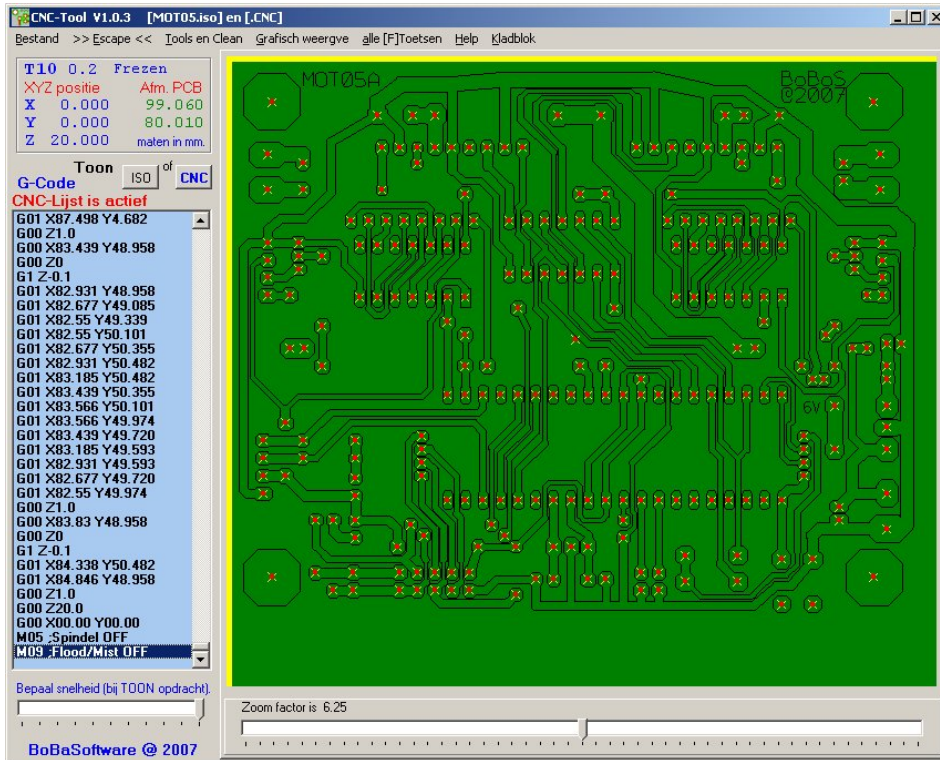 CNC-Tool V1.0.3 [MOT05.iso] en [.CNC]
Bestand >> Escape << Tools en Clean Grafisch weergve alle [F]Toetsen Help Kladblok
T10 0.2 Frezen
XYZ positie Afm. PCB
X 0.000 99.060
Y 0.000 80.010
Z 20.000 maten in mm.
Toon of
G-Code ISO CNC
CNC-Lijst is actief
G01 X87.498 Y4.682
G00 Z1.0
G00 X83.439 Y48.958
G00 Z0
G1 Z-0.1
G01 X82.931 Y48.958
G01 X82.677 Y49.085
G01 X82.55 Y49.339
G01 X82.55 Y50.101
G01 X82.677 Y50.355
G01 X82.931 Y50.482
G01 X83.185 Y50.482
G01 X83.439 Y50.355
G01 X83.566 Y50.101
G01 X83.566 Y49.974
G01 X83.439 Y49.720
G01 X83.185 Y49.593
G01 X82.931 Y49.593
G01 X82.677 Y49.720
G01 X82.55 Y49.974
G00 Z1.0
G00 X83.83 Y48.958
G00 Z0
G1 Z-0.1
G01 X84.338 Y50.482
G01 X84.846 Y48.958
G00 Z1.0
G00 Z20.0
G00 X00.00 Y00.00
M05 ;Spindel OFF
M09 ;Flood/Mist OFF
Bepaal snelheid (bij TOON opdracht).
BoBaSoftware @ 2007
MOT05A
BoBoS
@2007
6V
Zoom factor is 6.25